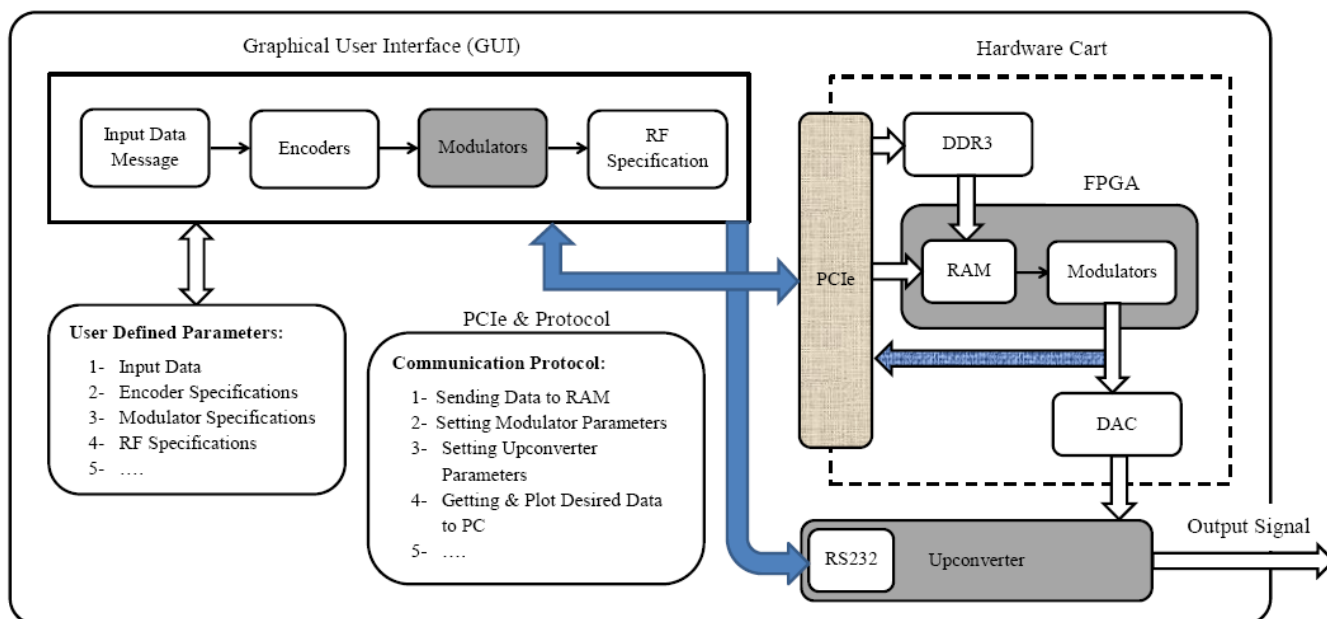 Graphical User Interface (GUI)
Hardware Cart
Input Data
Message
Encoders
Modulators
RF
Specification
DDR3
FPGA
PCIe
RAM
Modulators
User Defined Parameters:
1- Input Data
2- Encoder Specifications
3- Modulator Specifications
4- RF Specifications
5- ….
PCIe & Protocol
Communication Protocol:
1- Sending Data to RAM
2- Setting Modulator Parameters
3- Setting Upconverter
Parameters
4- Getting & Plot Desired Data
to PC
5- ….
DAC
RS232
Upconverter
Output Signal